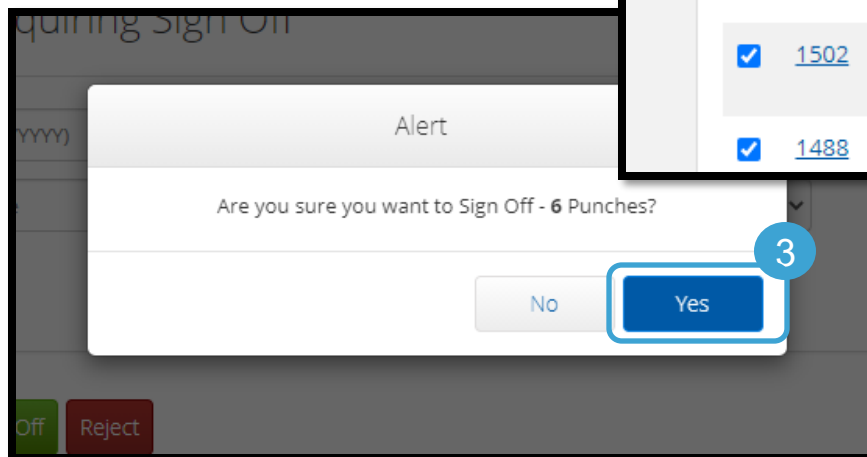 quiring Sign Off
1502
YYYY)
Alert
1488
Are you sure you want to Sign Off - 6 Punches?
3
No
Yes
Off
Reject